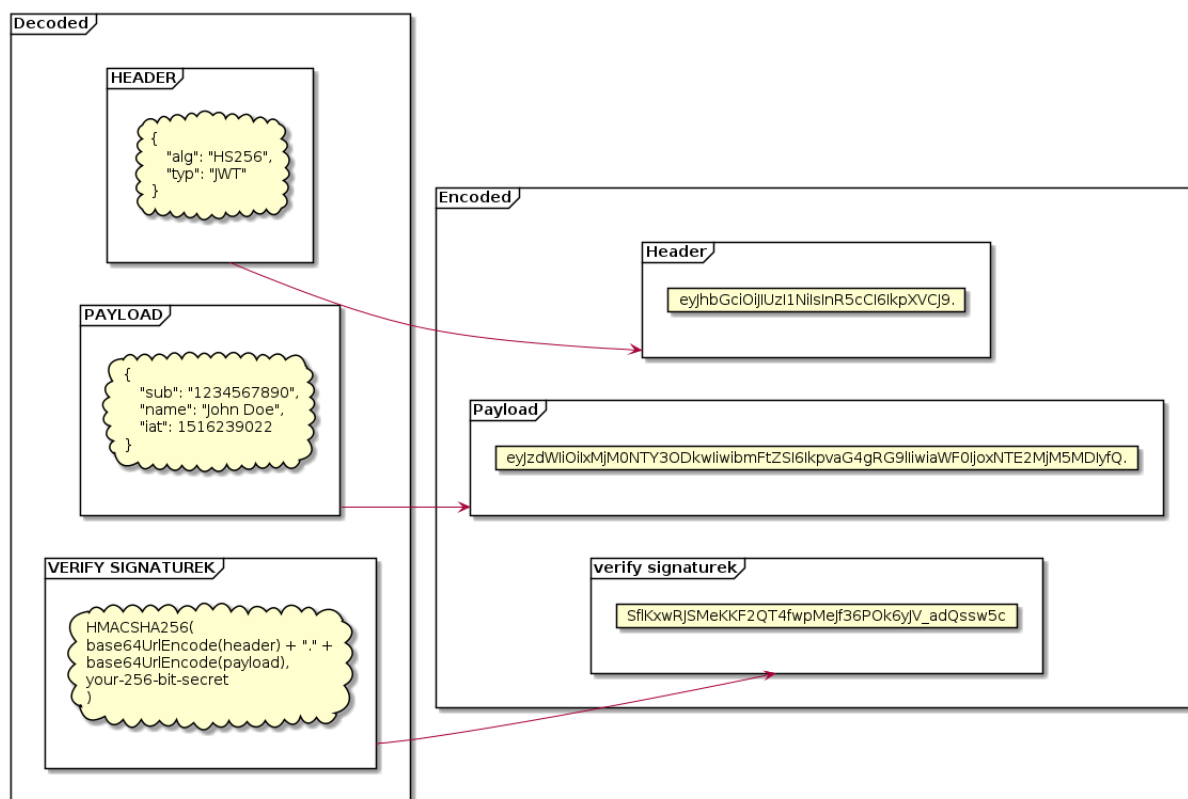 Decoded
HEADER
{
"alg": "HS256",
"typ": "JWT"
}
PAYLOAD
{
"sub": "1234567890",
"name": "John Doe",
"iat": 1516239022
}
VERIFY SIGNATUREK
HMACSHA256(
base64UrlEncode(header) + "." +
base64UrlEncode(payload),
your-256-bit-secret
)
Encoded
Header
eyJhbGciOiJIUzI1NiIsInR5cCI6IkpXVCJ9.
Payload
eyJzdWIiOiIxMjM0NTY3ODkwIiwibmFtZSI6IkpvaG4gRG9lIiwiaWF0IjoxNTE2MjM5MDIyfQ.
verify signaturek
SflKxwRJSMeKKF2QT4fwpMeJf36POk6yJV_adQssw5c